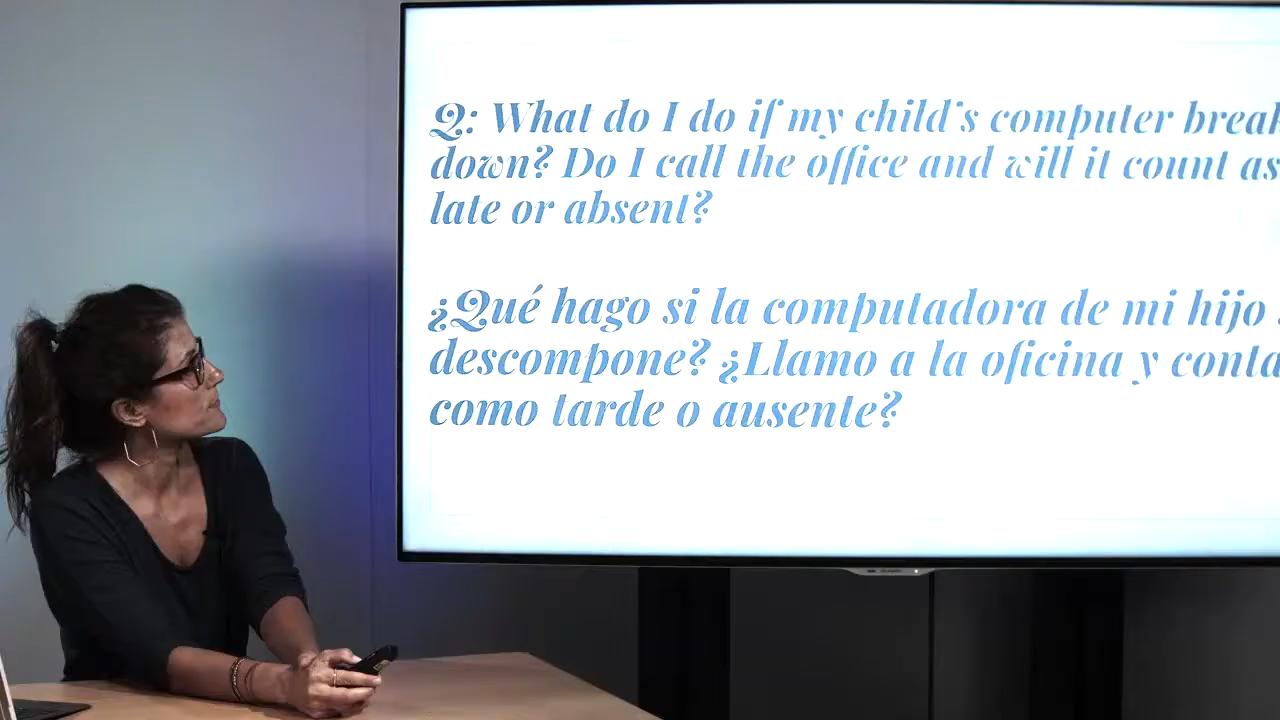 Q: What do I do if my child's computer break
down? Do I call the office and will it count as
late or absent?
¿Qué hago si la computadora de mi hijo
descompone? ¿Llamo a la oficina y conta
como tarde o ausente?